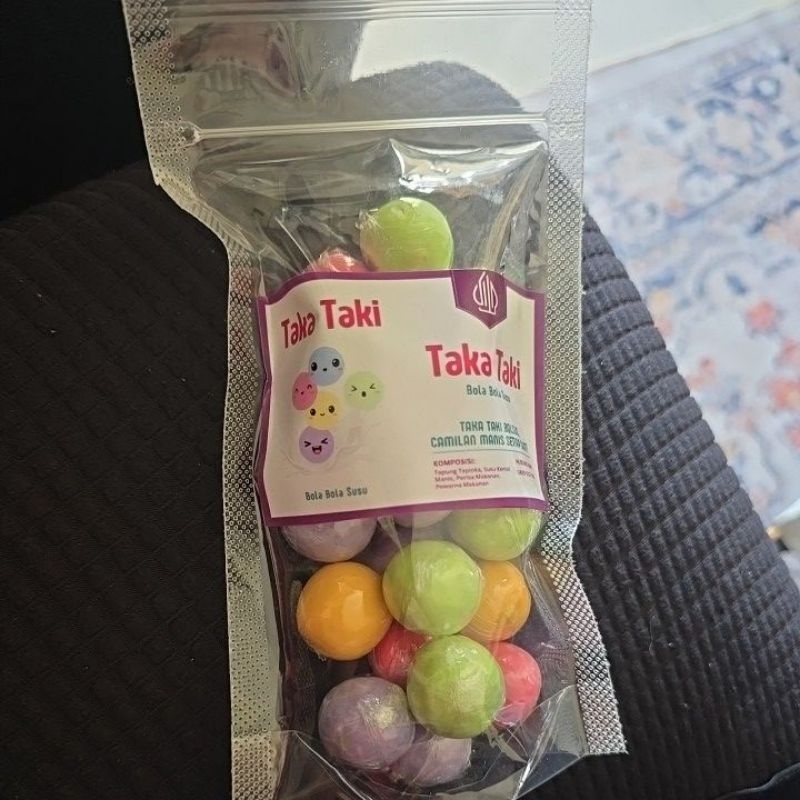 Taka Taki
Bola Bola Susu
Taka Taki
Bola Bola Susu
TAKA TAKI
CAMILAN MANIS
KOMPOSISI:
Tepung Tapioka, Susu Kental
Manis, Perisa Makanan,
Pewarna Makanan